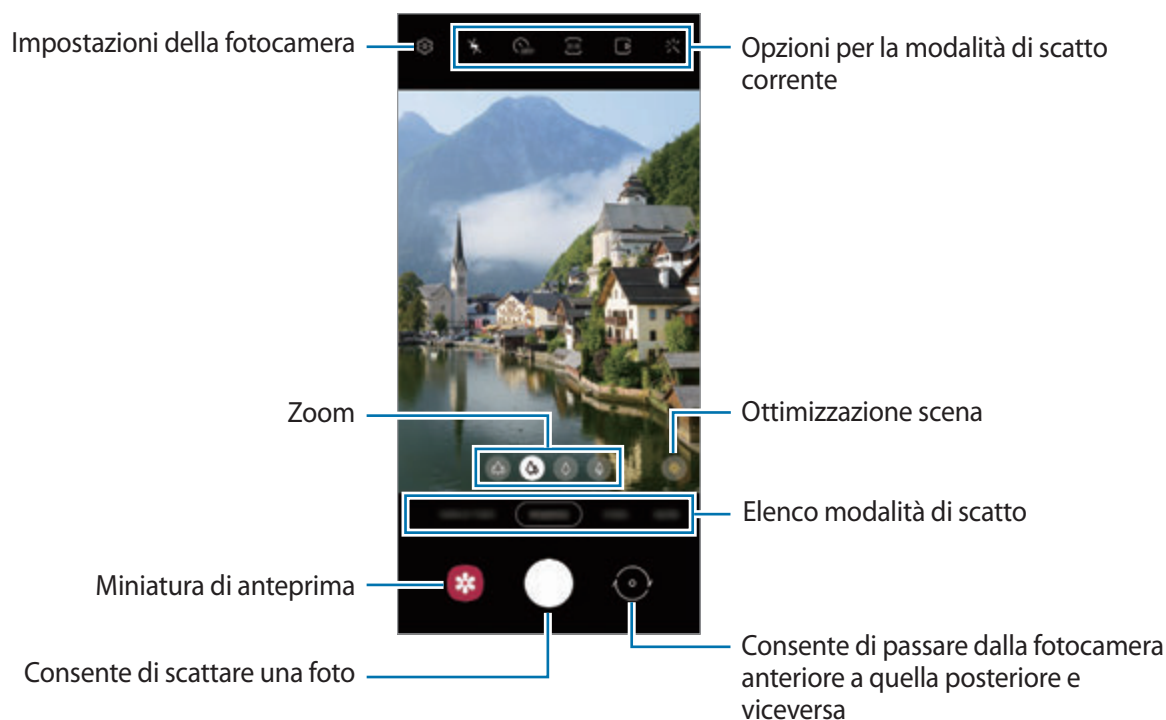 Impostazioni della fotocamera
Opzioni per la modalità di scatto
corrente
Zoom
Ottimizzazione scena
Elenco modalità di scatto
Miniatura di anteprima
Consente di scattare una foto
Consente di passare dalla fotocamera
anteriore a quella posteriore e
viceversa